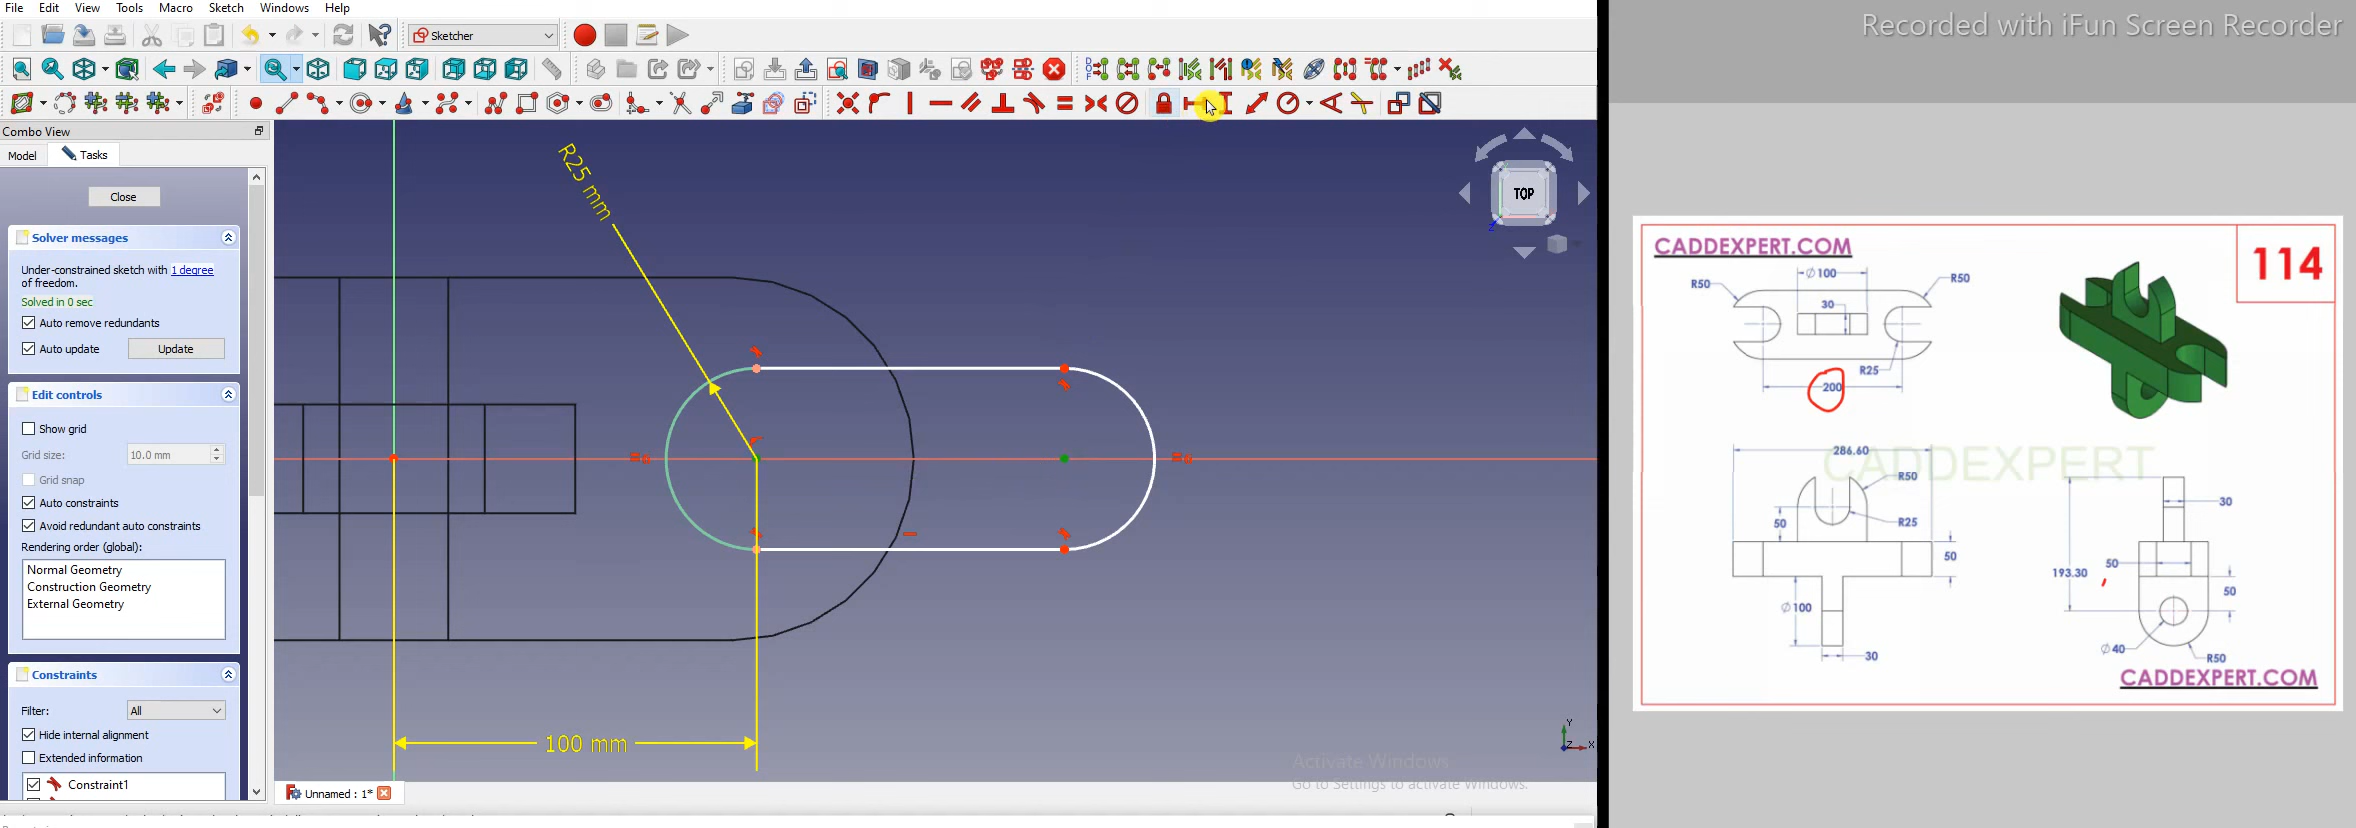 File Edit View Tools Macro Sketch Windows Help
Recorded with iFun Screen Recorder
Sketcher
Combo View
Model Tasks
Close
Solver messages
Under-constrained sketch with 1 degree
of freedom.
Solved in 0 sec
Auto remove redundants
Auto update Update
Edit controls
Show grid
Grid size: 10.0 mm
Grid snap
Auto constraints
Avoid redundant auto constraints
Rendering order (global):
Normal Geometry
Construction Geometry
External Geometry
Constraints
Filter: All
Hide internal alignment
Extended information
Constraint1
R25 mm
100 mm
TOP
Z
Y
Z X
Activate Windows
Go to Settings to activate Windows.
Unnamed : 1*
CADDEXPERT.COM
114
R50
∅100
R50
30
R25
200
286.60
CADDEXPERT
R50
50
R25
50
∅100
30
30
50
193.30
50
∅40
R50
CADDEXPERT.COM